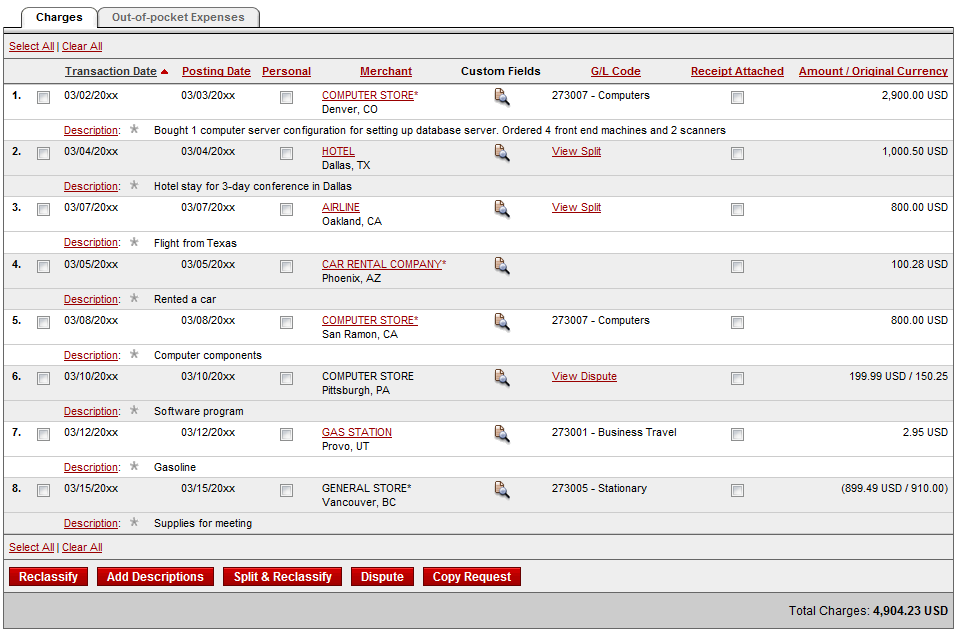 Charges Out-of-pocket Expenses
Select All | Clear All
Transaction Date Posting Date Personal Merchant Custom Fields G/L Code Receipt Attached Amount / Original Currency
1. 03/02/20xx 03/03/20xx COMPUTER STORE* 273007 - Computers 2,900.00 USD
Denver, CO
Description: * Bought 1 computer server configuration for setting up database server. Ordered 4 front end machines and 2 scanners
2. 03/04/20xx 03/04/20xx HOTEL View Split 1,000.50 USD
Dallas, TX
Description: * Hotel stay for 3-day conference in Dallas
3. 03/07/20xx 03/07/20xx AIRLINE View Split 800.00 USD
Oakland, CA
Description: * Flight from Texas
4. 03/05/20xx 03/05/20xx CAR RENTAL COMPANY* 100.28 USD
Phoenix, AZ
Description: * Rented a car
5. 03/08/20xx 03/08/20xx COMPUTER STORE* 273007 - Computers 800.00 USD
San Ramon, CA
Description: * Computer components
6. 03/10/20xx 03/10/20xx COMPUTER STORE View Dispute 199.99 USD / 150.25
Pittsburgh, PA
Description: * Software program
7. 03/12/20xx 03/12/20xx GAS STATION 273001 - Business Travel 2.95 USD
Provo, UT
Description: * Gasoline
8. 03/15/20xx 03/15/20xx GENERAL STORE* 273005 - Stationary (899.49 USD / 910.00)
Vancouver, BC
Description: * Supplies for meeting
Select All | Clear All
Reclassify Add Descriptions Split & Reclassify Dispute Copy Request
Total Charges: 4,904.23 USD